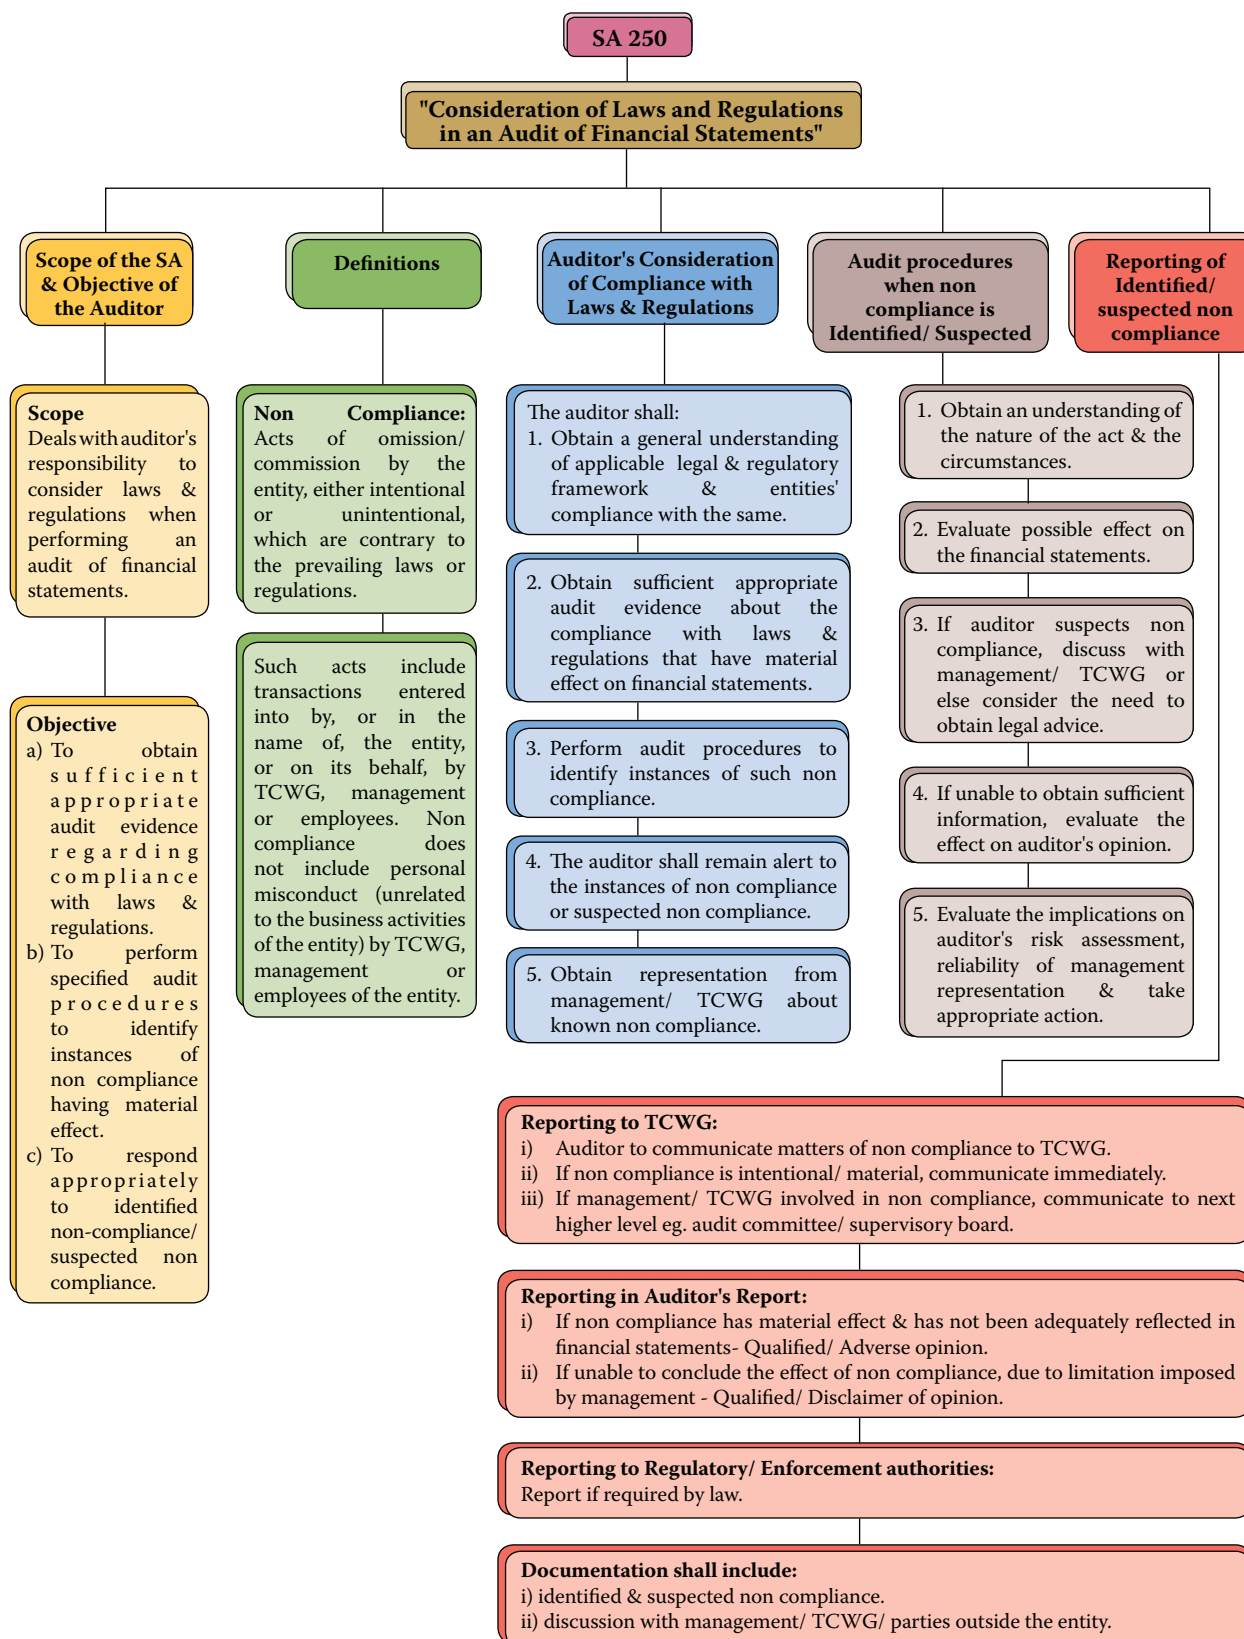 SA 250
"Consideration of Laws and Regulations
in an Audit of Financial Statements"
Scope of the SA
& Objective of
the Auditor
Scope
Deals with auditor's
responsibility to
consider laws &
regulations when
performing an
audit of financial
statements.
Objective
a) To obtain
sufficient
appropriate
audit evidence
regarding
compliance
with laws &
regulations.
b) To perform
specified audit
procedures
to identify
instances of
non compliance
having material
effect.
c) To respond
appropriately
to identified
non-compliance/
suspected non
compliance.
Definitions
Non Compliance:
Acts of omission/
commission by the
entity, either intentional
or unintentional,
which are contrary to
the prevailing laws or
regulations.
Such acts include
transactions entered
into by, or in the
name of, the entity,
or on its behalf, by
TCWG, management
or employees. Non
compliance does
not include personal
misconduct (unrelated
to the business activities
of the entity) by TCWG,
management or
employees of the entity.
Auditor's Consideration
of Compliance with
Laws & Regulations
The auditor shall:
1. Obtain a general understanding
of applicable legal & regulatory
framework & entities'
compliance with the same.
2. Obtain sufficient appropriate
audit evidence about the
compliance with laws &
regulations that have material
effect on financial statements.
3. Perform audit procedures to
identify instances of such non
compliance.
4. The auditor shall remain alert to
the instances of non compliance
or suspected non compliance.
5. Obtain representation from
management/ TCWG about
known non compliance.
Audit procedures
when non
compliance is
Identified/ Suspected
1. Obtain an understanding of
the nature of the act & the
circumstances.
2. Evaluate possible effect on
the financial statements.
3. If auditor suspects non
compliance, discuss with
management/ TCWG or
else consider the need to
obtain legal advice.
4. If unable to obtain sufficient
information, evaluate the
effect on auditor's opinion.
5. Evaluate the implications on
auditor's risk assessment,
reliability of management
representation & take
appropriate action.
Reporting of
Identified/
suspected non
compliance
Reporting to TCWG:
i) Auditor to communicate matters of non compliance to TCWG.
ii) If non compliance is intentional/ material, communicate immediately.
iii) If management/ TCWG involved in non compliance, communicate to next
higher level eg. audit committee/ supervisory board.
Reporting in Auditor's Report:
i) If non compliance has material effect & has not been adequately reflected in
financial statements- Qualified/ Adverse opinion.
ii) If unable to conclude the effect of non compliance, due to limitation imposed
by management - Qualified/ Disclaimer of opinion.
Reporting to Regulatory/ Enforcement authorities:
Report if required by law.
Documentation shall include:
i) identified & suspected non compliance.
ii) discussion with management/ TCWG/ parties outside the entity.